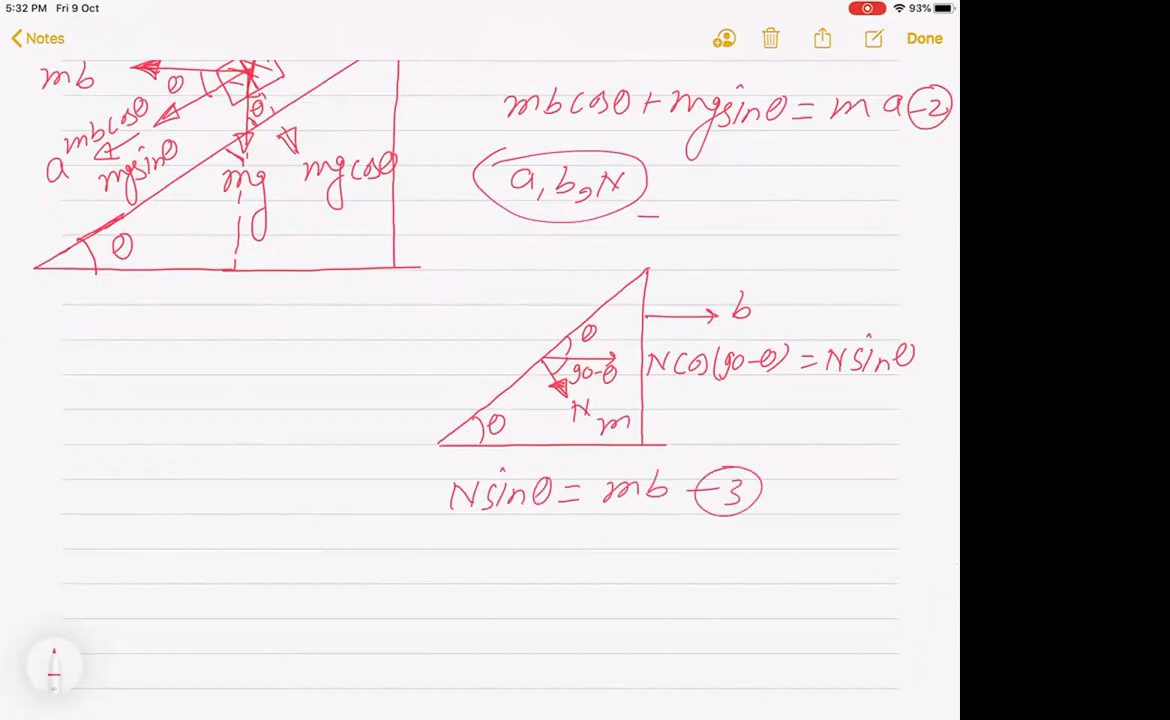 5:32 PM Fri 9 Oct
93%
Notes
Done
mb
θ
mbcosθ
a
mgsinθ
θ
mg
mgcosθ
θ
mbcosθ + mgsinθ = ma -2
a, b, N
b
θ
90-θ
Ncos(90-θ) = Nsinθ
N
m
θ
Nsinθ = mb -3